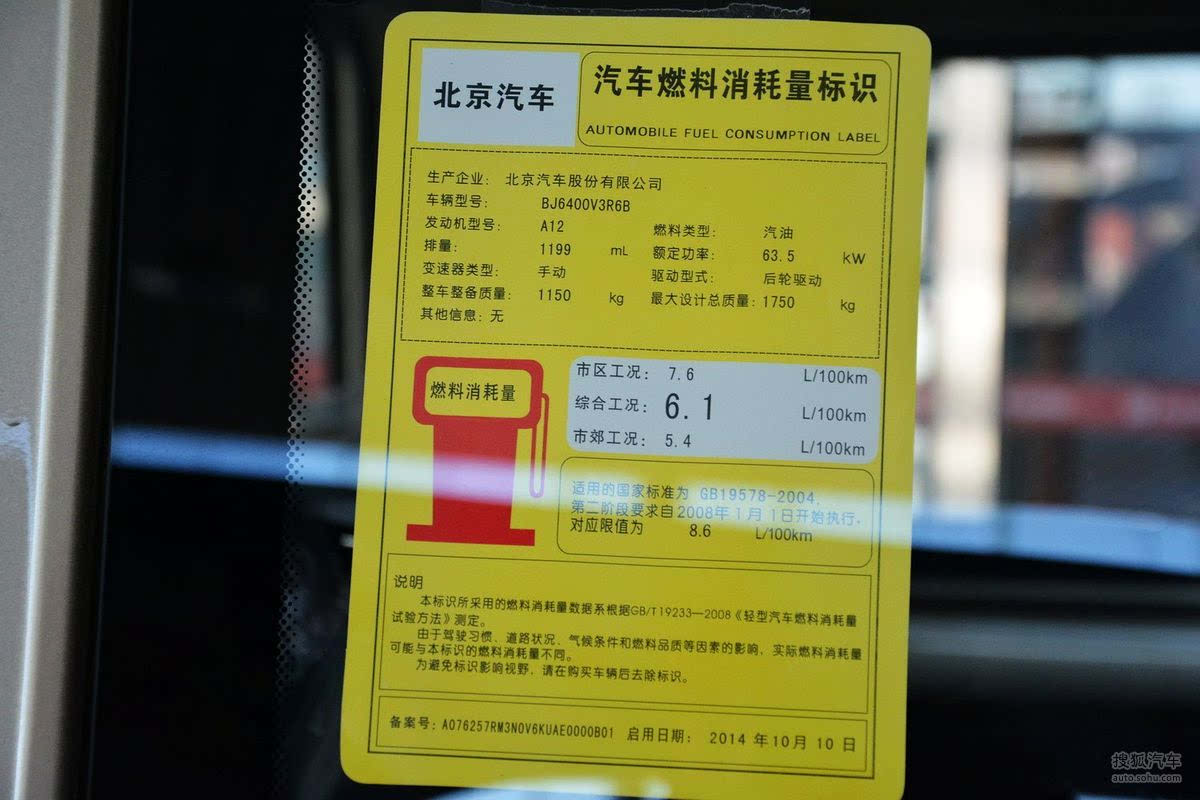 北京汽车
汽车燃料消耗量标识
AUTOMOBILE FUEL CONSUMPTION LABEL
生产企业: 北京汽车股份有限公司
车辆型号: BJ6400V3R6B
发动机型号: A12 燃料类型: 汽油
排量: 1199 mL 额定功率: 63.5 kW
变速器类型: 手动 驱动型式: 后轮驱动
整车整备质量: 1150 kg 最大设计总质量: 1750 kg
其他信息: 无
燃料消耗量
市区工况: 7.6 L/100km
综合工况: 6.1 L/100km
市郊工况: 5.4 L/100km
适用的国家标准为 GB19578-2004,
第二阶段要求自2008年1月1日开始执行,
对应限值为 8.6 L/100km
说明
本标识所采用的燃料消耗量数据系根据GB/T19233—2008《轻型汽车燃料消耗量
试验方法》测定。
由于驾驶习惯、道路状况、气候条件和燃料品质等因素的影响，实际燃料消耗量
可能与本标识的燃料消耗量不同。
为避免标识影响视野，请在购买车辆后去除标识。
备案号: A076257RM3N0V6KUAE0000B01 启用日期: 2014 年10月 10 日
搜狐汽车
auto.sohu.com